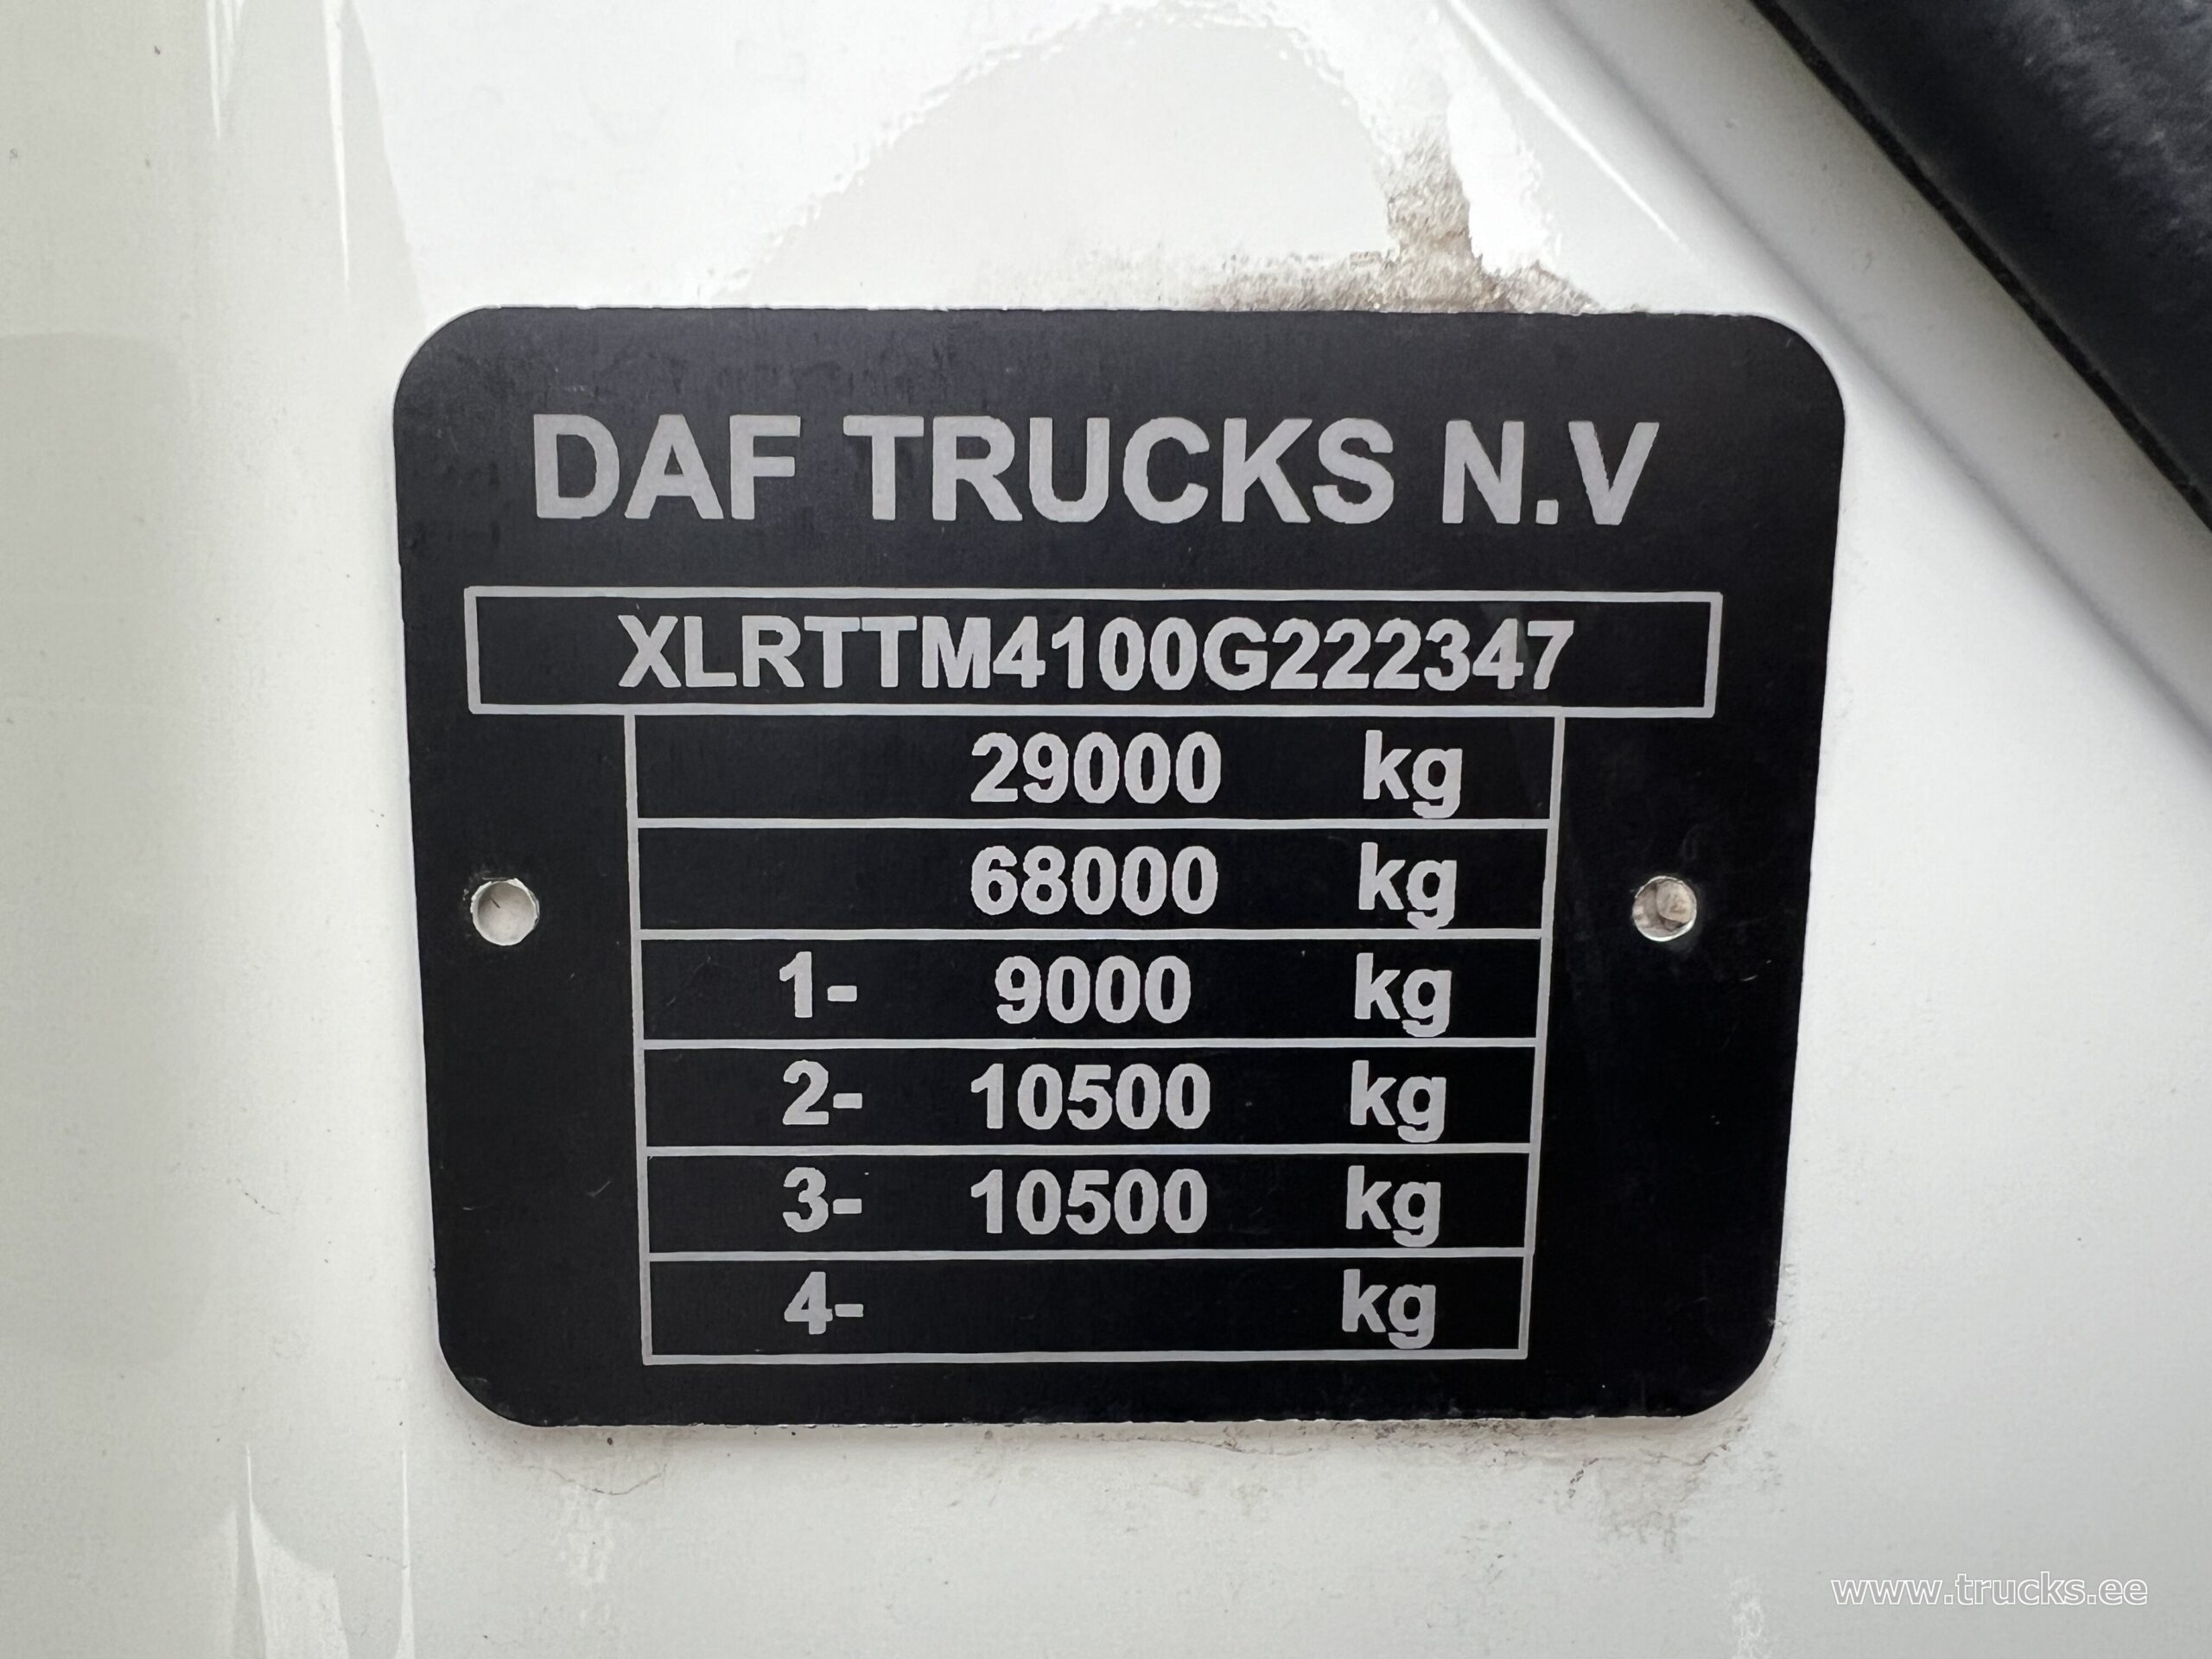 DAF TRUCKS N.V
XLRTTM4100G222347
29000 kg
68000 kg
1- 9000 kg
2- 10500 kg
3- 10500 kg
4- kg
www.trucks.ee